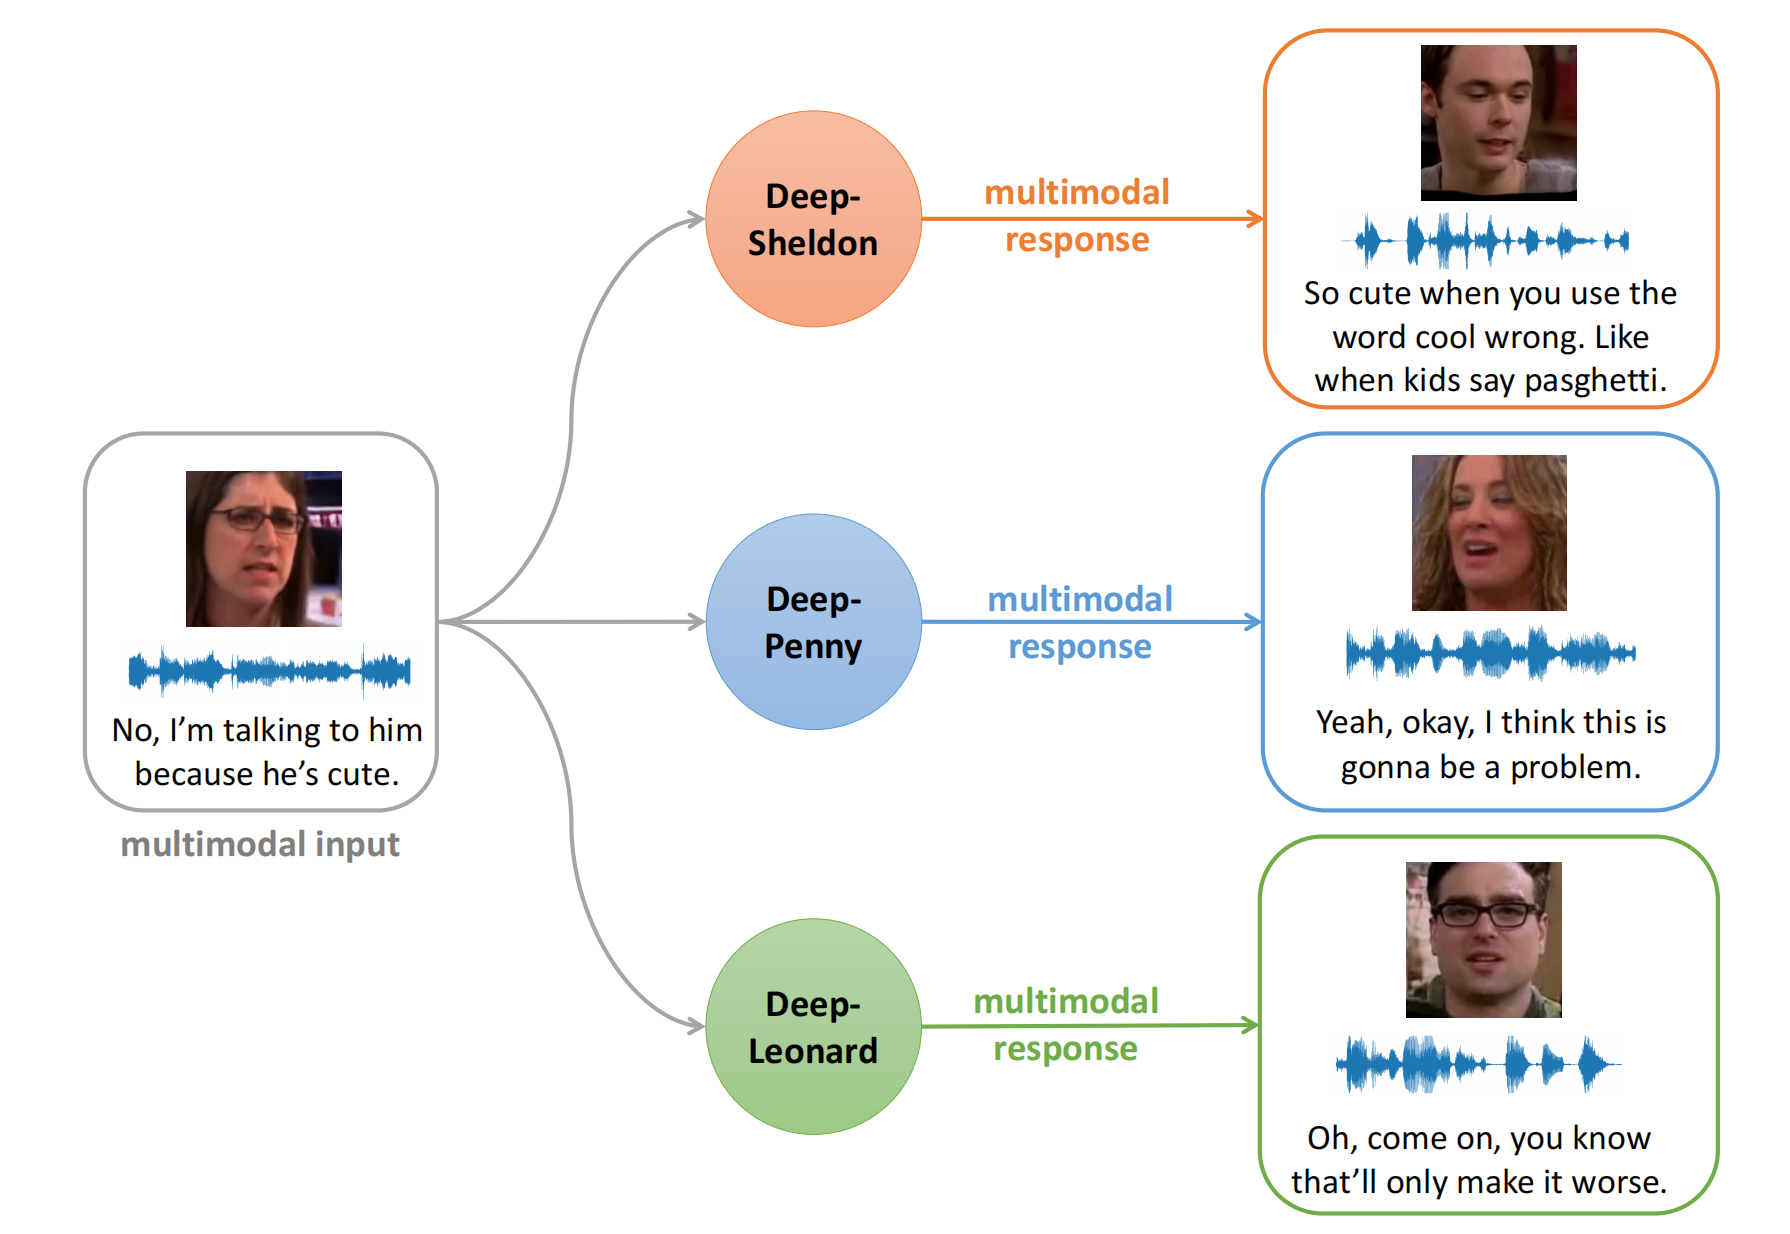 No, I'm talking to him
because he's cute.
multimodal input
Deep-
Sheldon
multimodal
response
So cute when you use the
word cool wrong. Like
when kids say pasghetti.
Deep-
Penny
multimodal
response
Yeah, okay, I think this is
gonna be a problem.
Deep-
Leonard
multimodal
response
Oh, come on, you know
that'll only make it worse.